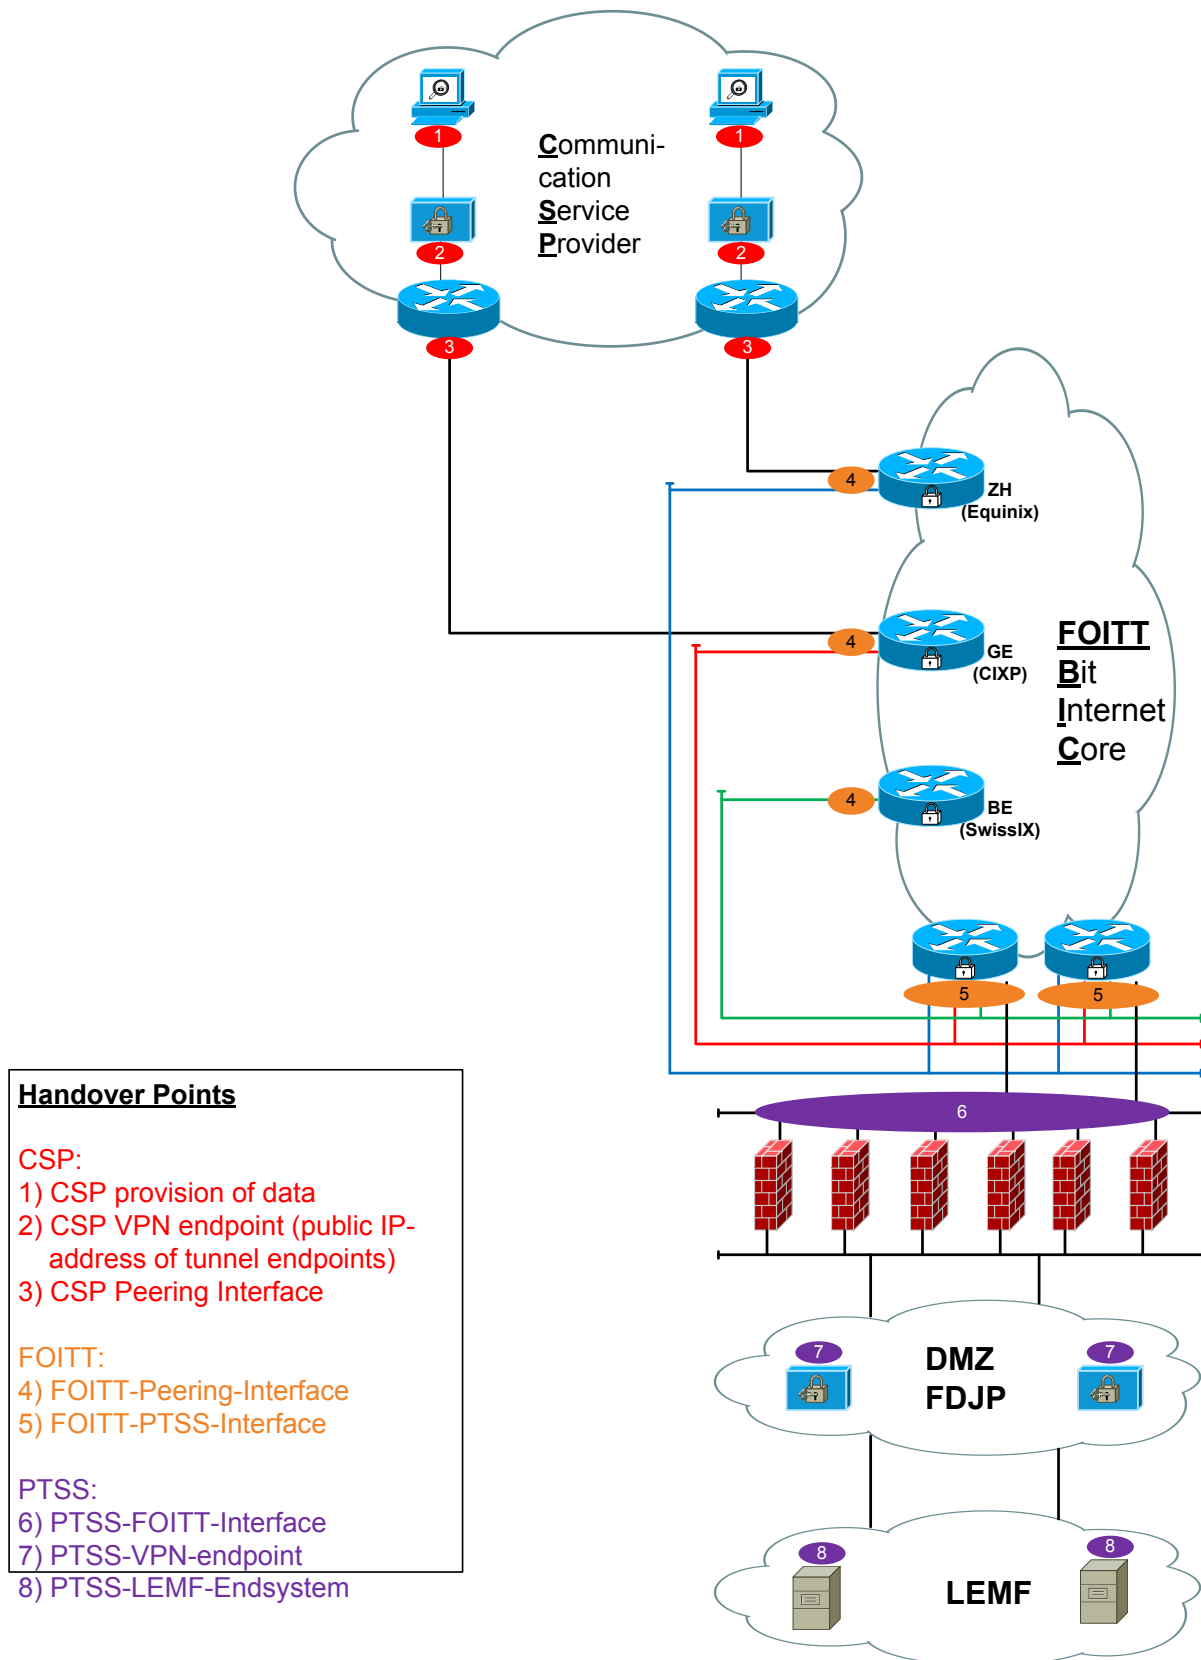 1
1
Communi-
cation
Service
Provider
2
2
3
3
4
ZH
(Equinix)
4
GE
(CIXP)
FOITT
Bit
Internet
Core
4
BE
(SwissIX)
5
5
6
Handover Points
CSP:
1) CSP provision of data
2) CSP VPN endpoint (public IP-
address of tunnel endpoints)
3) CSP Peering Interface
FOITT:
4) FOITT-Peering-Interface
5) FOITT-PTSS-Interface
PTSS:
6) PTSS-FOITT-Interface
7) PTSS-VPN-endpoint
8) PTSS-LEMF-Endsystem
7
7
DMZ
FDJP
8
8
LEMF